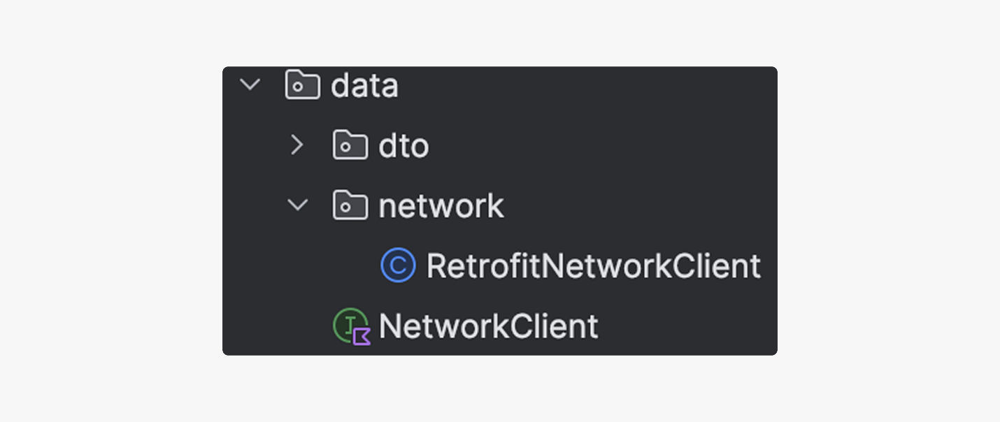 data
dto
network
RetrofitNetworkClient
NetworkClient